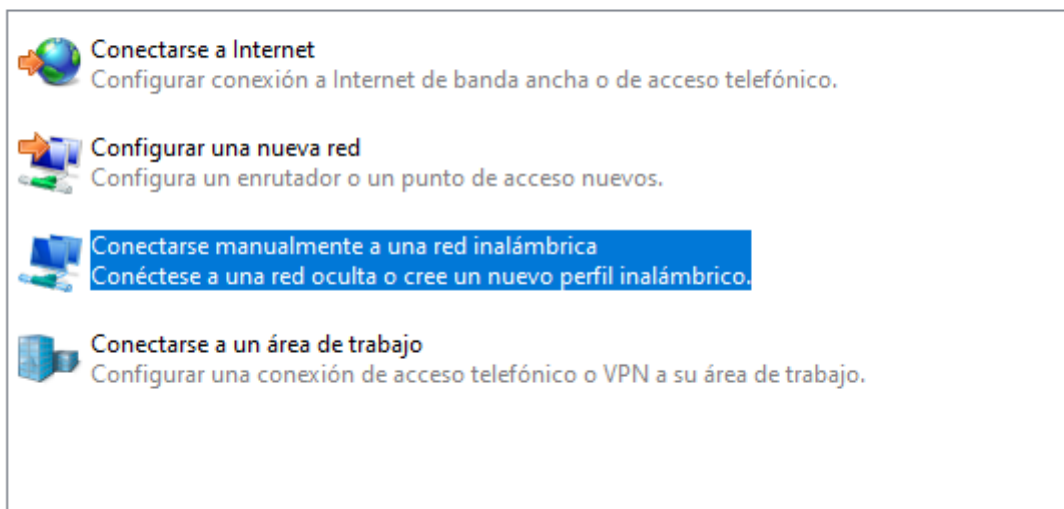 Conectarse a Internet
Configurar conexión a Internet de banda ancha o de acceso telefónico.
Configurar una nueva red
Configura un enrutador o un punto de acceso nuevos.
Conectarse manualmente a una red inalámbrica
Conéctese a una red oculta o cree un nuevo perfil inalámbrico.
Conectarse a un área de trabajo
Configurar una conexión de acceso telefónico o VPN a su área de trabajo.